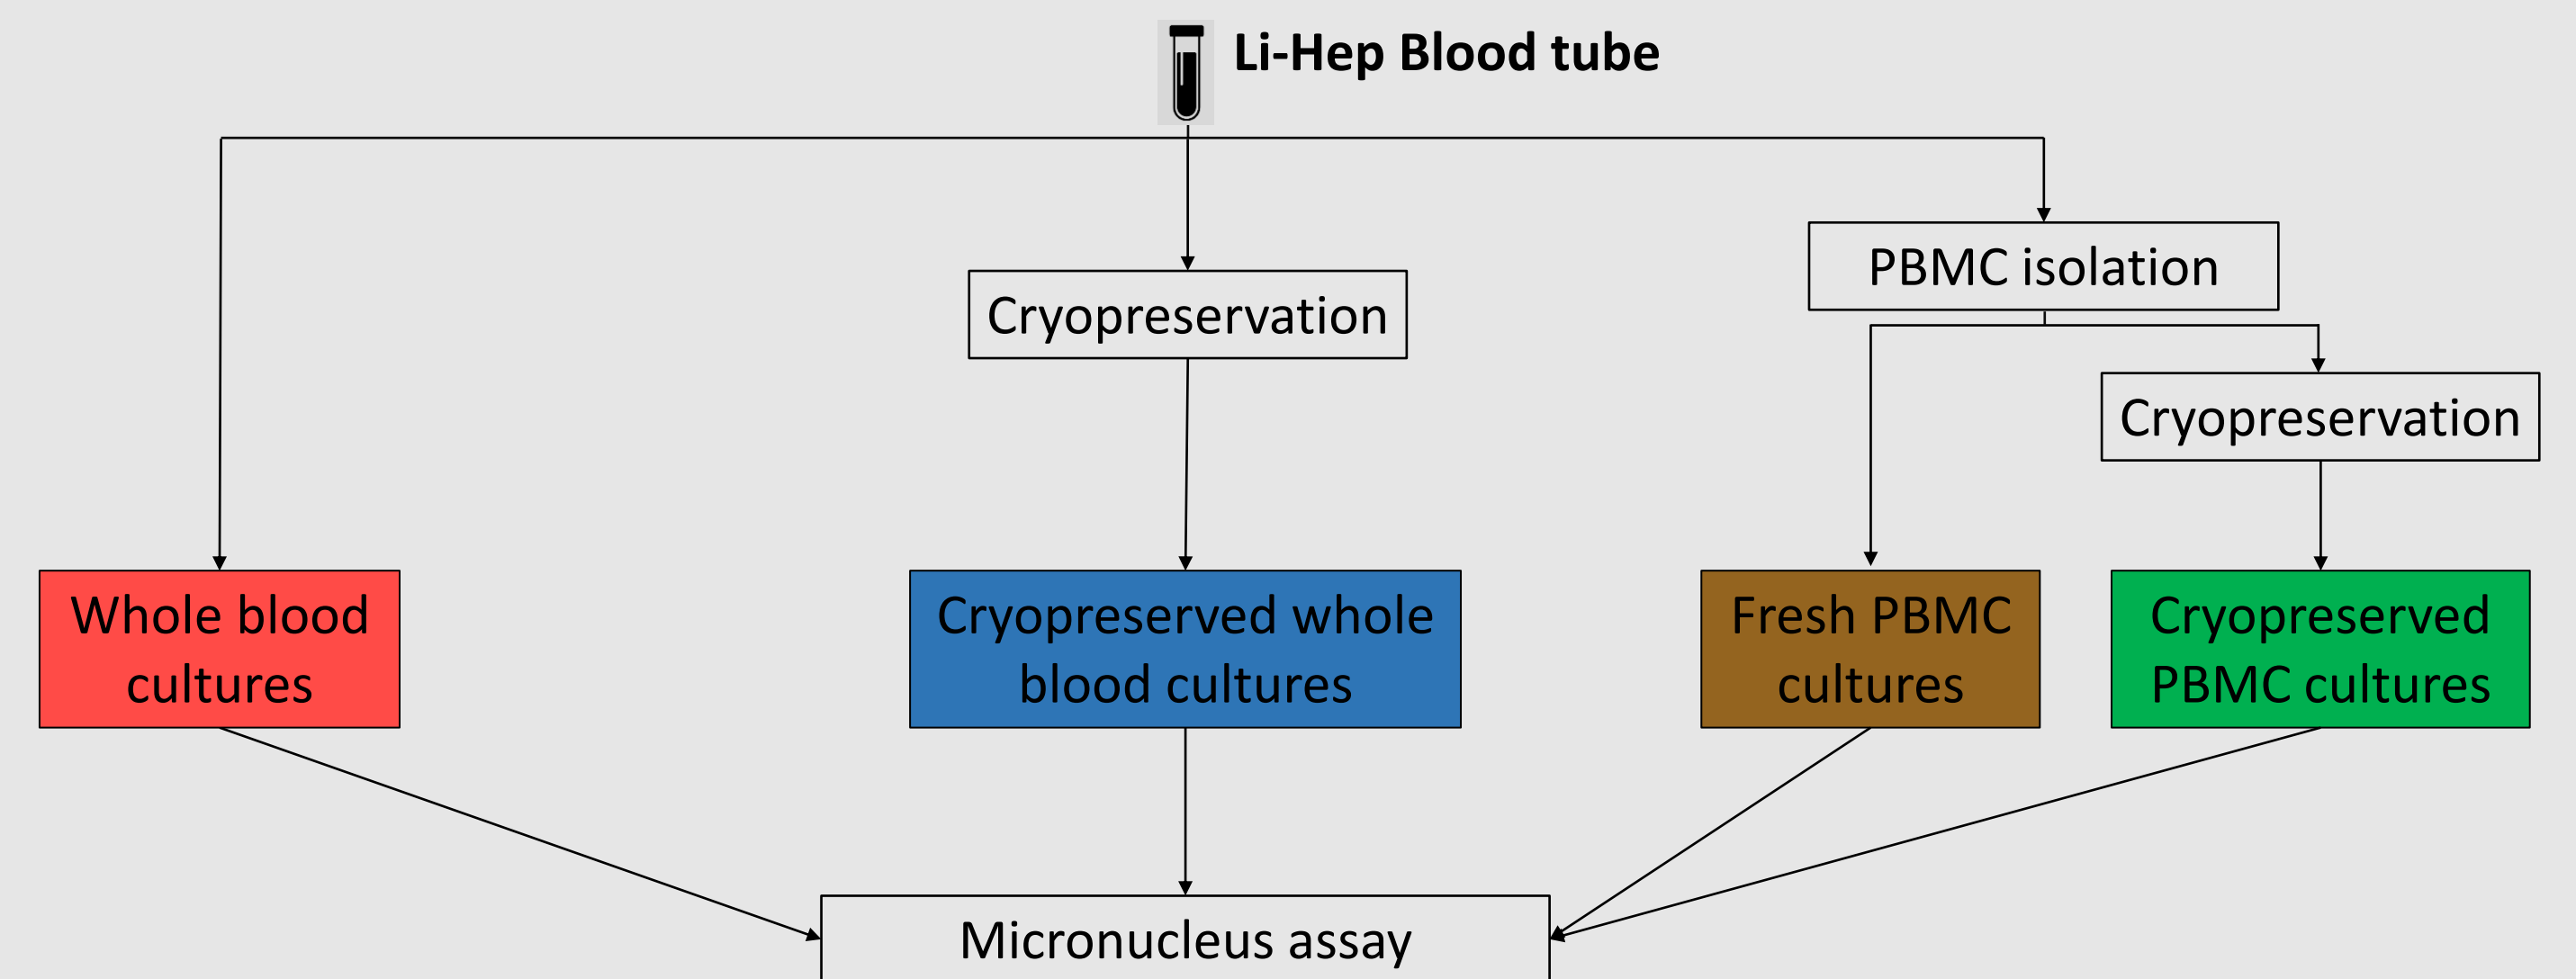 Li-Hep Blood tube
PBMC isolation
Cryopreservation
Cryopreservation
Whole blood
cultures
Cryopreserved whole
blood cultures
Fresh PBMC
cultures
Cryopreserved
PBMC cultures
Micronucleus assay